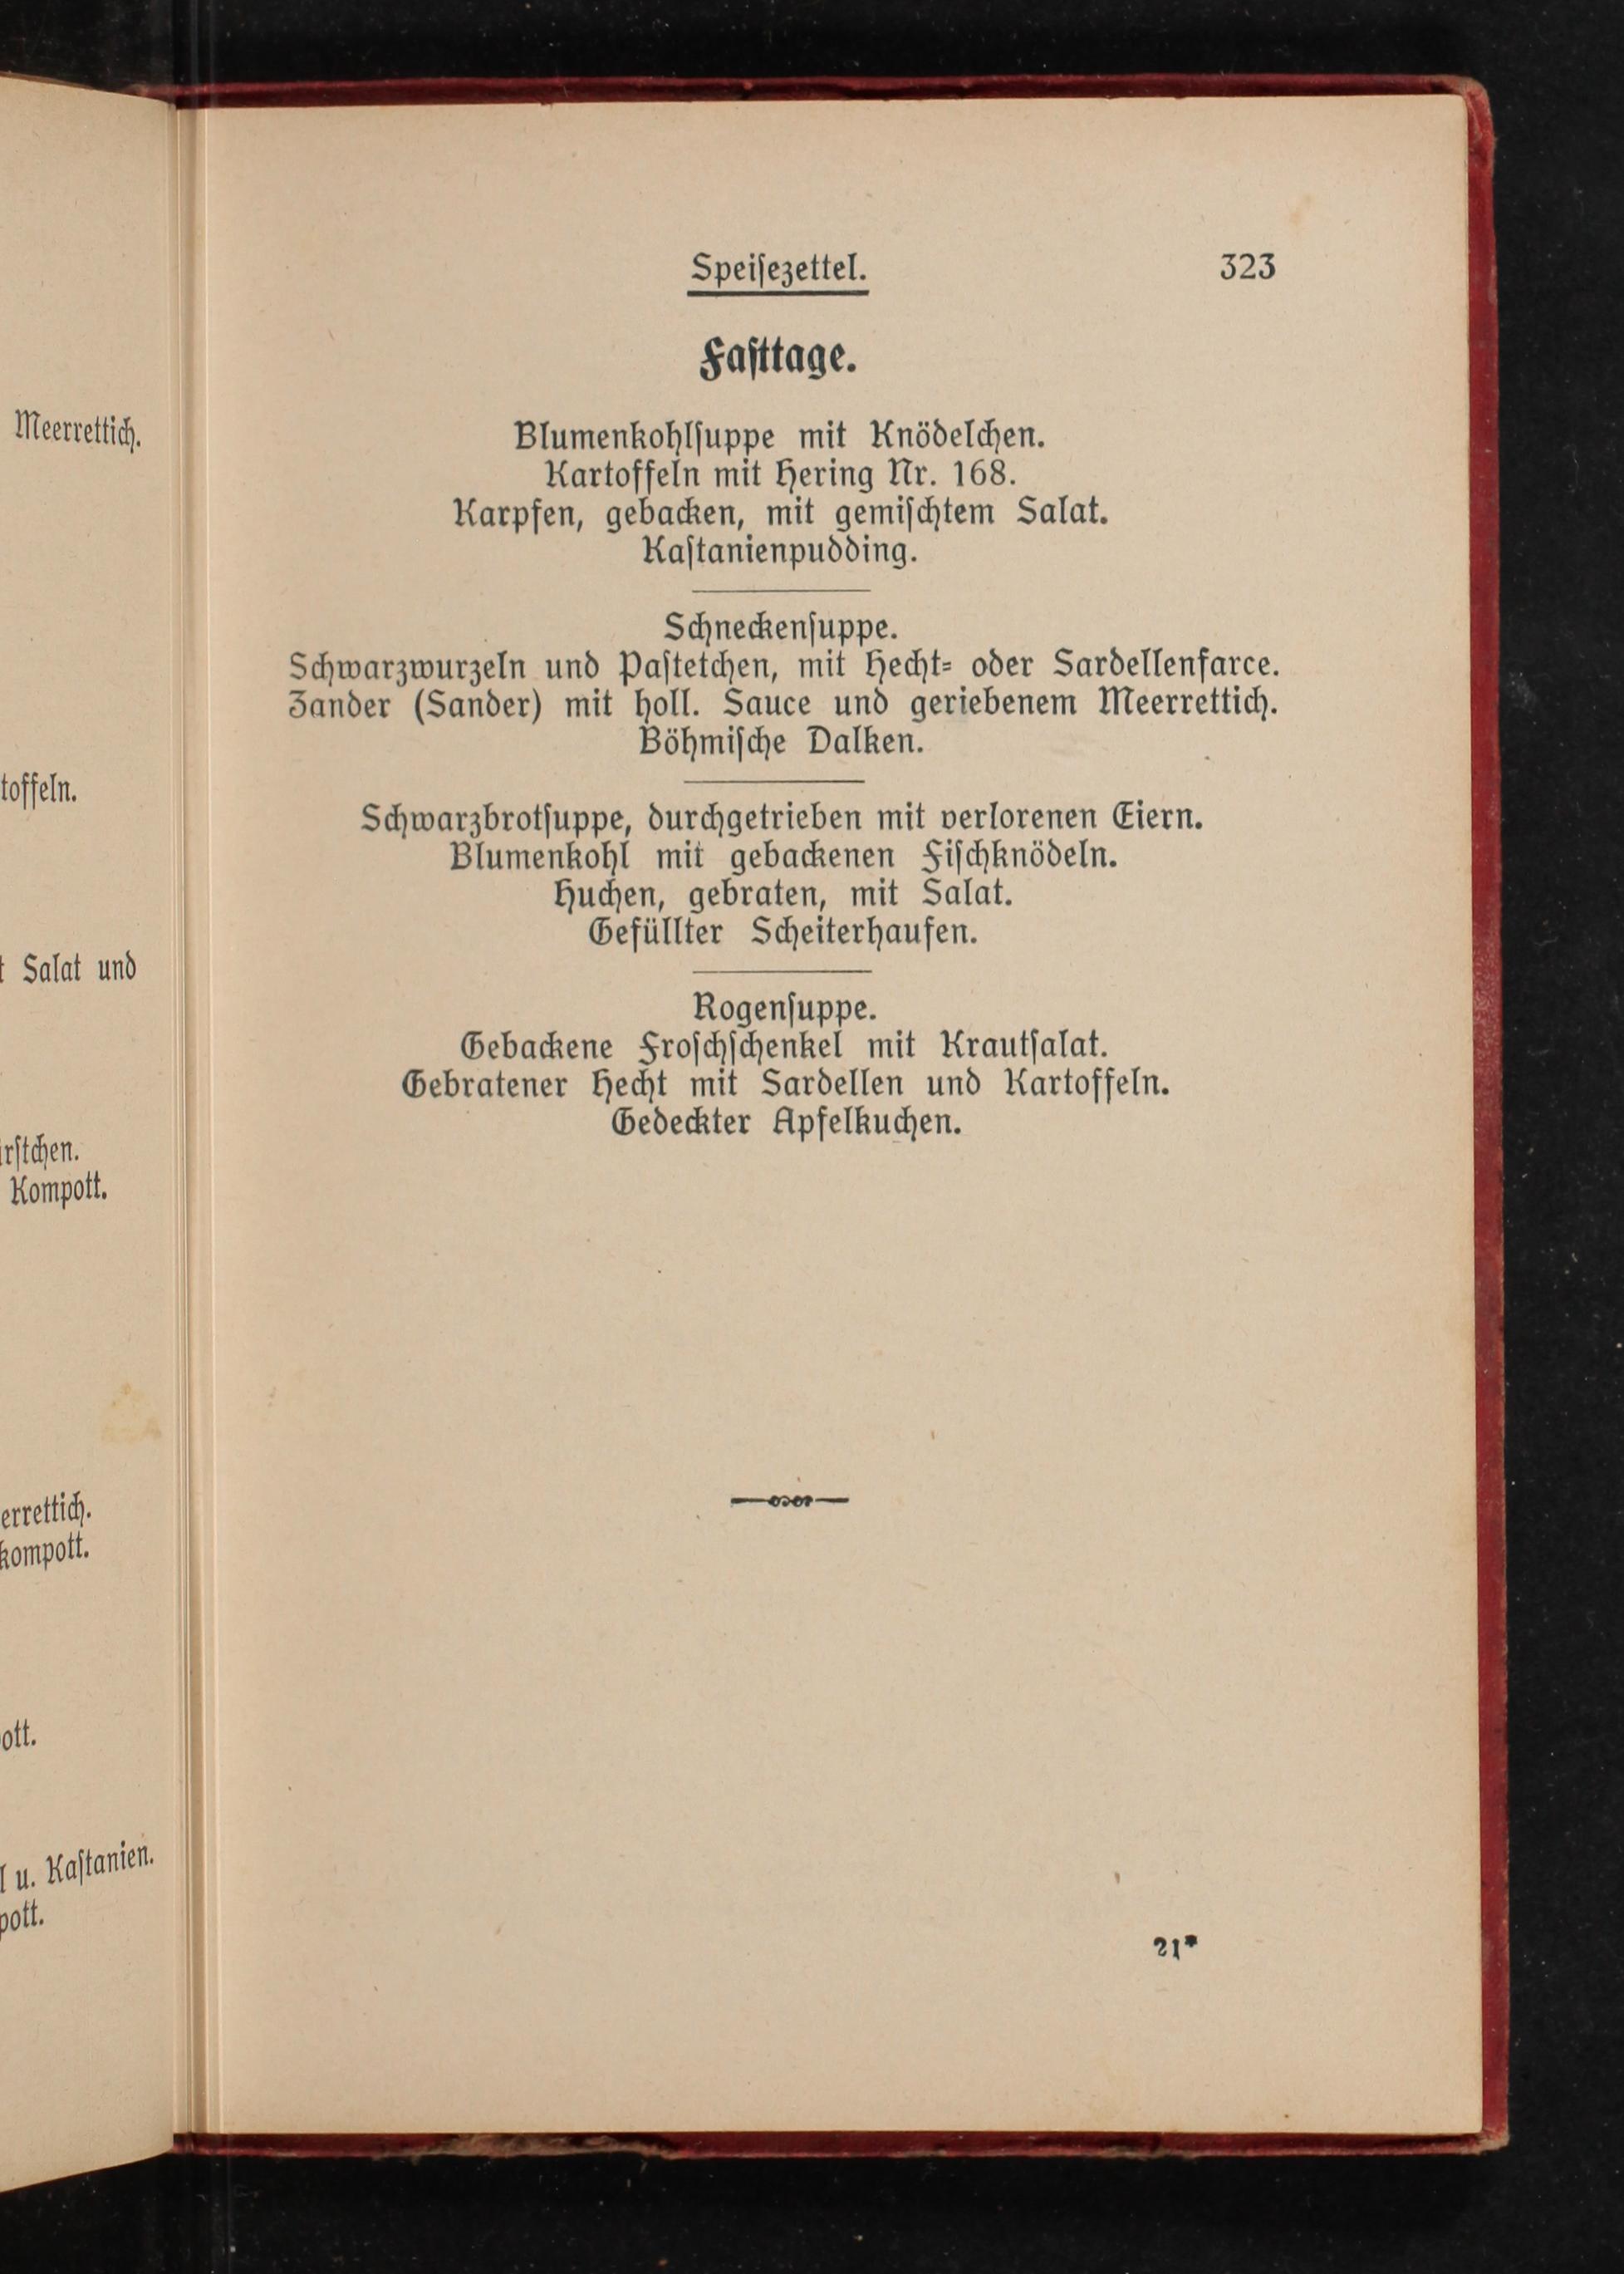 Meerrettich.
toffeln.
Salat und
rſtchen.
Kompott.
errettich.
kompott.
ott.
u. Kaſtanien.
pott.
Speiſezettel. 323
Faſttage.
Blumenkohlſuppe mit Knödelchen.
Kartoffeln mit Hering Nr. 168.
Karpfen, gebacken, mit gemiſchtem Salat.
Kaſtanienpudding.
Schneckenſuppe.
Schwarzwurzeln und Paſtetchen, mit Hecht= oder Sardellenfarce.
Zander (Sander) mit holl. Sauce und geriebenem Meerrettich.
Böhmiſche Dalken.
Schwarzbrotſuppe, durchgetrieben mit verlorenen Eiern.
Blumenkohl mit gebackenen Fiſchknödeln.
Huchen, gebraten, mit Salat.
Gefüllter Scheiterhaufen.
Rogenſuppe.
Gebackene Froſchſchenkel mit Krautſalat.
Gebratener Hecht mit Sardellen und Kartoffeln.
Gedeckter Apfelkuchen.
21*